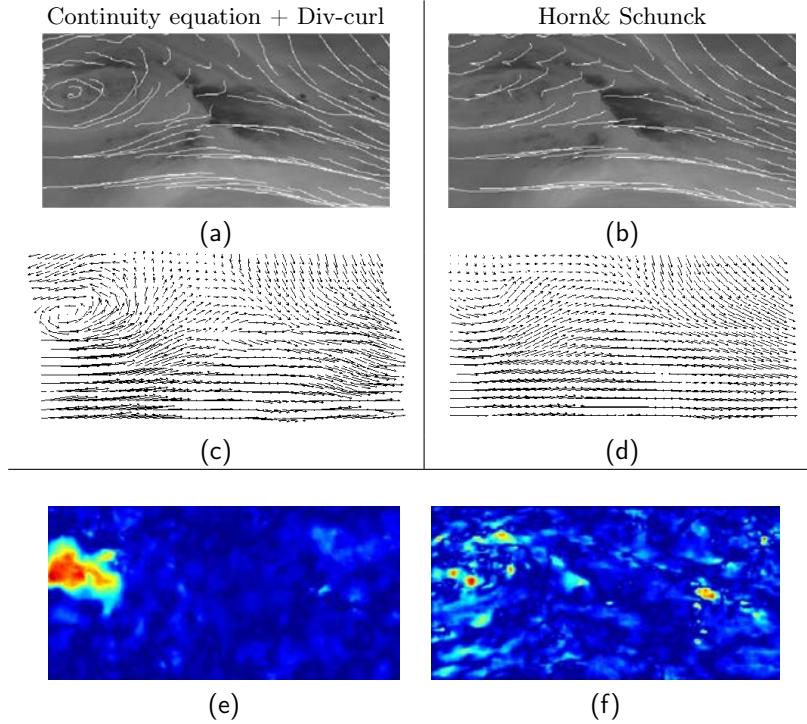 Continuity equation + Div-curl
Horn& Schunck
(a)
(b)
(c)
(d)
(e)
(f)